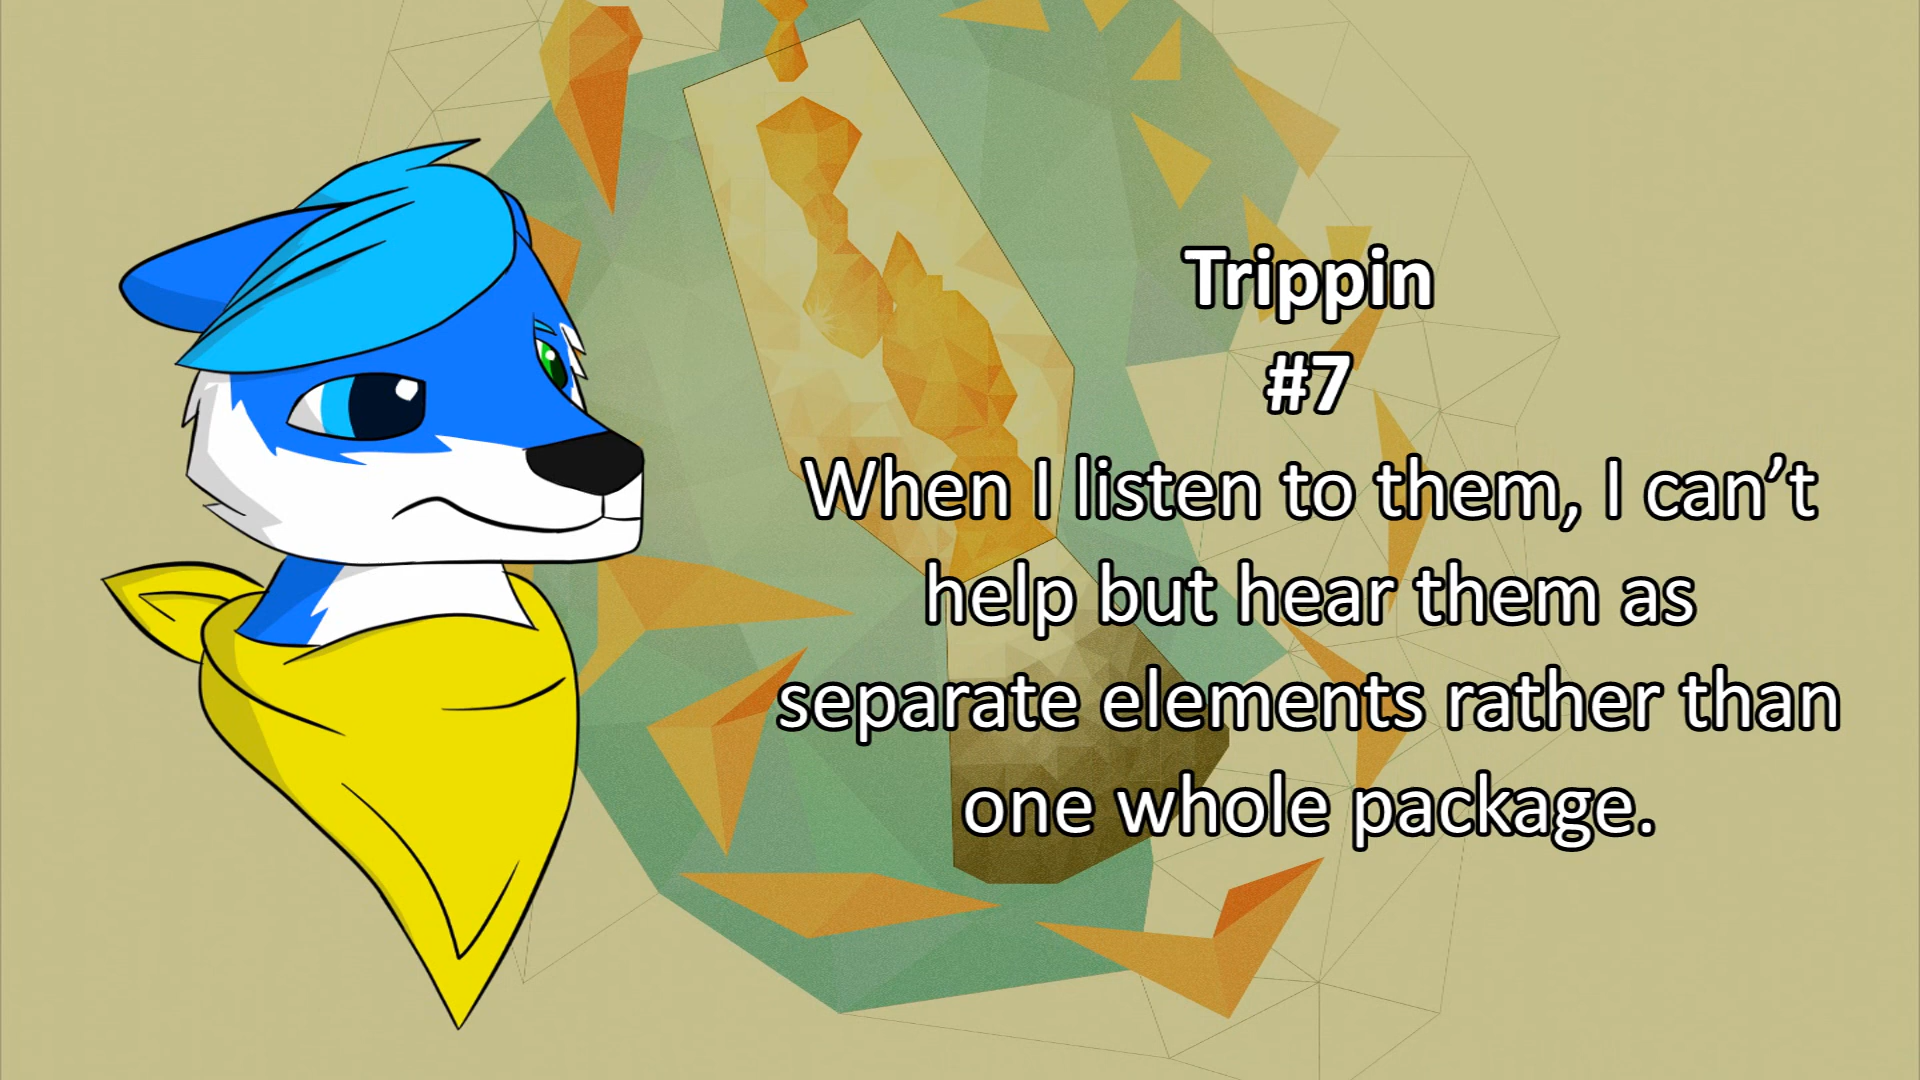 Trippin
#7
When I listen to them, I can’t
help but hear them as
separate elements rather than
one whole package.